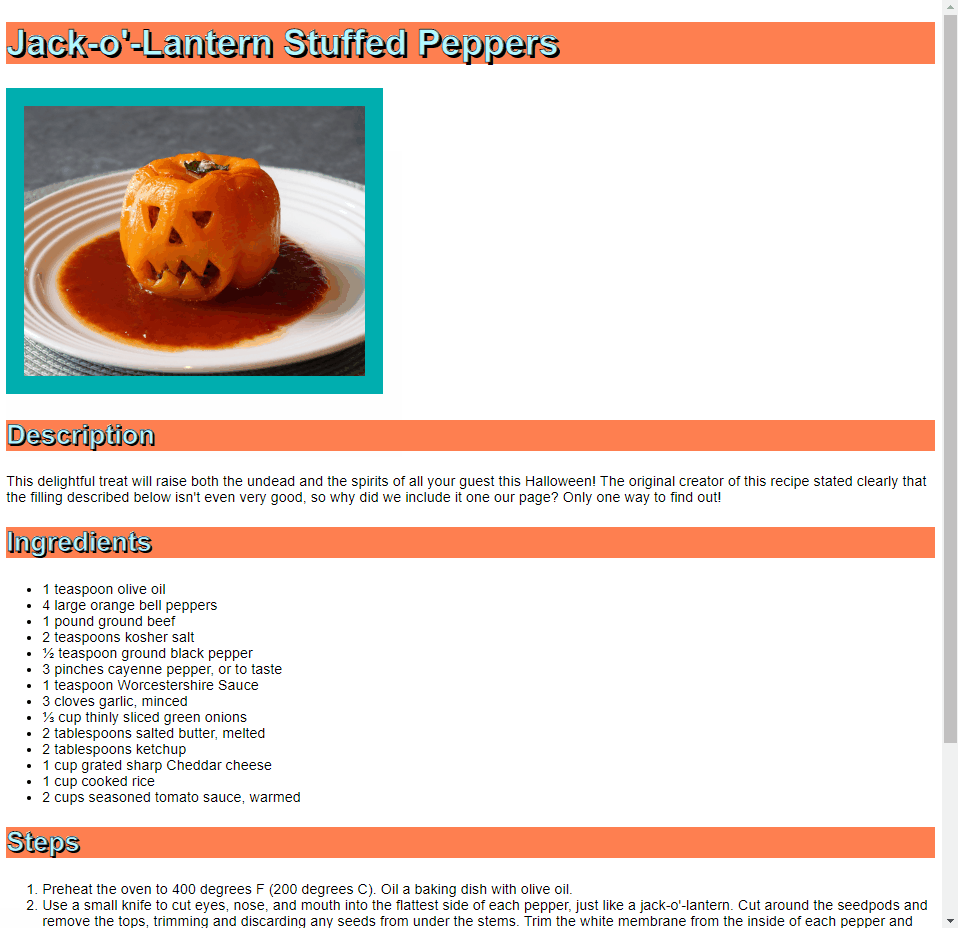 Jack-o'-Lantern Stuffed Peppers
Description
This delightful treat will raise both the undead and the spirits of all your guest this Halloween! The original creator of this recipe stated clearly that
the filling described below isn't even very good, so why did we include it one our page? Only one way to find out!
Ingredients
• 1 teaspoon olive oil
• 4 large orange bell peppers
• 1 pound ground beef
• 2 teaspoons kosher salt
• ½ teaspoon ground black pepper
• 3 pinches cayenne pepper, or to taste
• 1 teaspoon Worcestershire Sauce
• 3 cloves garlic, minced
• ⅓ cup thinly sliced green onions
• 2 tablespoons salted butter, melted
• 2 tablespoons ketchup
• 1 cup grated sharp Cheddar cheese
• 1 cup cooked rice
• 2 cups seasoned tomato sauce, warmed
Steps
1. Preheat the oven to 400 degrees F (200 degrees C). Oil a baking dish with olive oil.
2. Use a small knife to cut eyes, nose, and mouth into the flattest side of each pepper, just like a jack-o'-lantern. Cut around the seedpods and
remove the tops, trimming and discarding any seeds from under the stems. Trim the white membrane from the inside of each pepper and